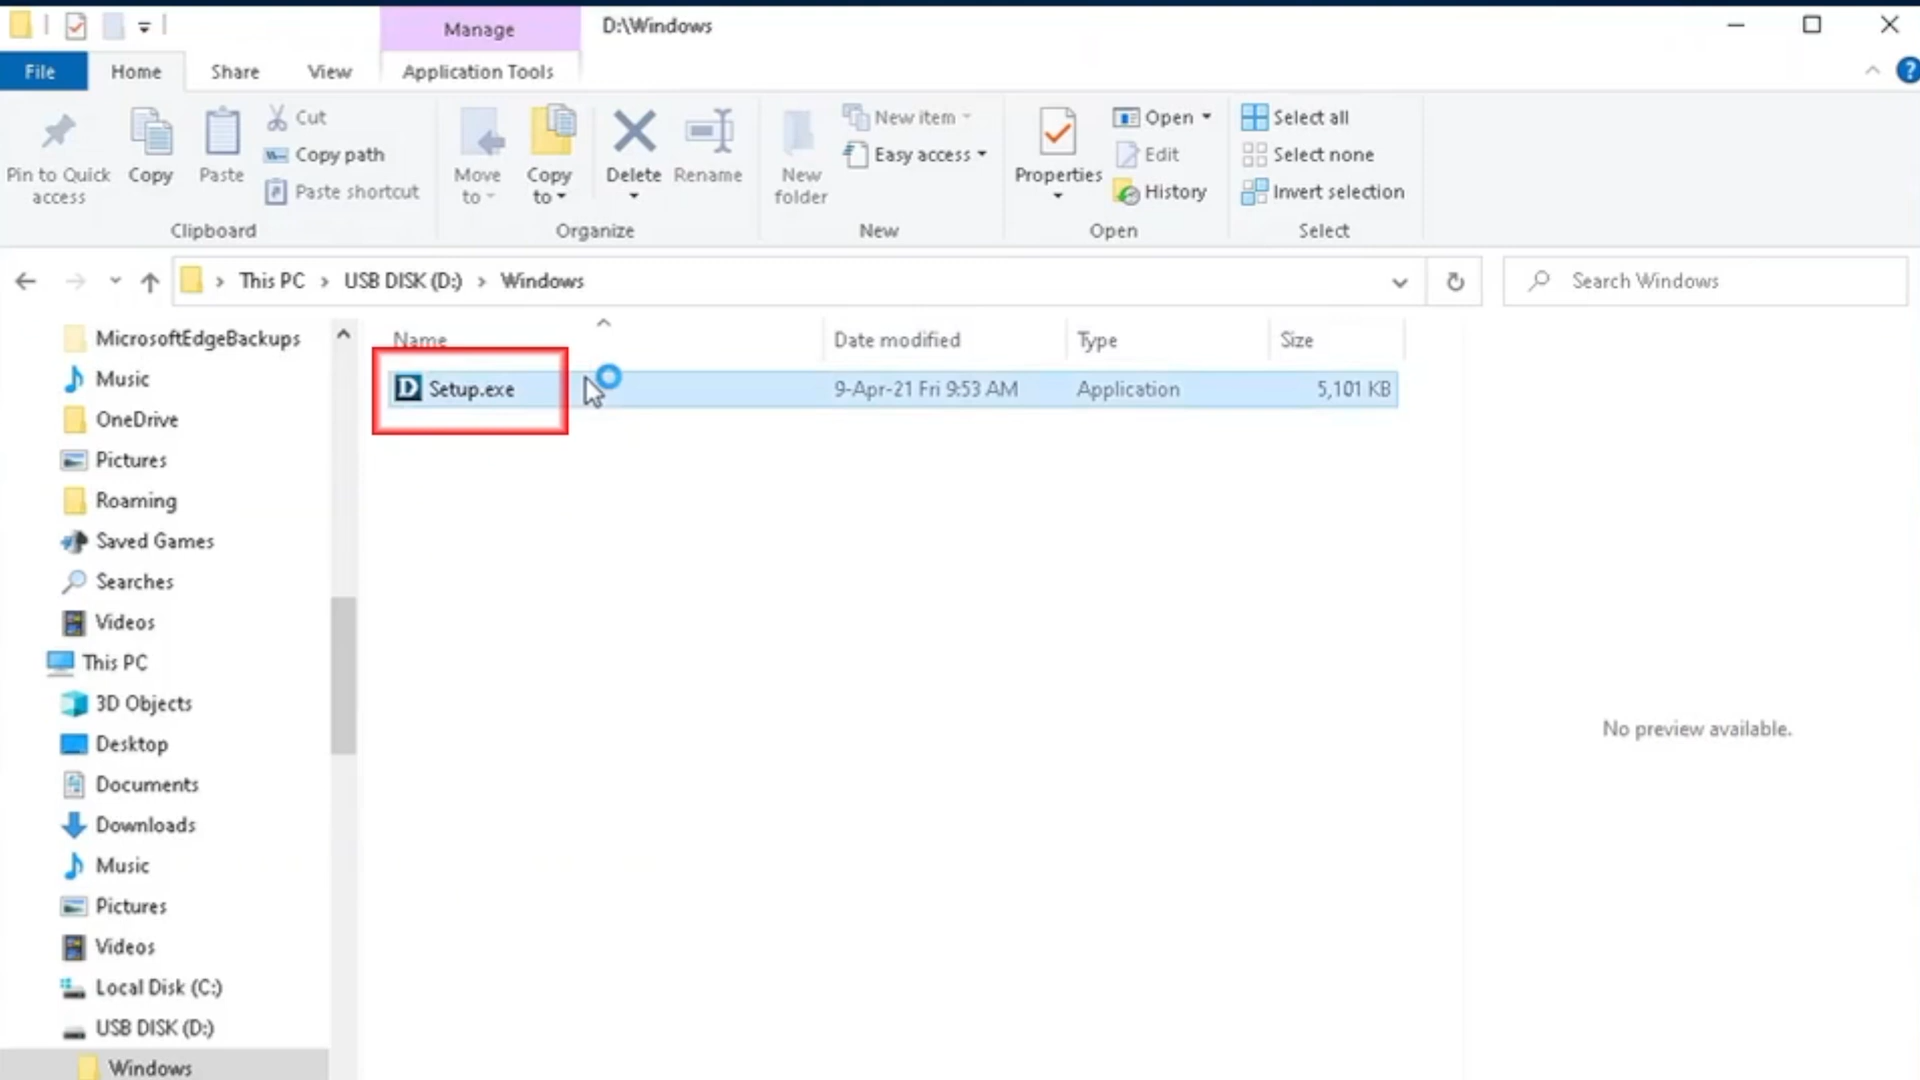 Manage
D:\Windows
File
Home
Share
View
Application Tools
?
Pin to Quick
access
Copy
Paste
Cut
Copy path
Paste shortcut
Clipboard
Move
to
Copy
to
Delete
Rename
Organize
New
folder
New item
Easy access
New
Properties
Open
Edit
History
Open
Select all
Select none
Invert selection
Select
This PC > USB DISK (D:) > Windows
Search Windows
MicrosoftEdgeBackups
Music
OneDrive
Pictures
Roaming
Saved Games
Searches
Videos
This PC
3D Objects
Desktop
Documents
Downloads
Music
Pictures
Videos
Local Disk (C:)
USB DISK (D:)
Windows
Name
Date modified
Type
Size
D
Setup.exe
9-Apr-21 Fri 9:53 AM
Application
5,101 KB
No preview available.